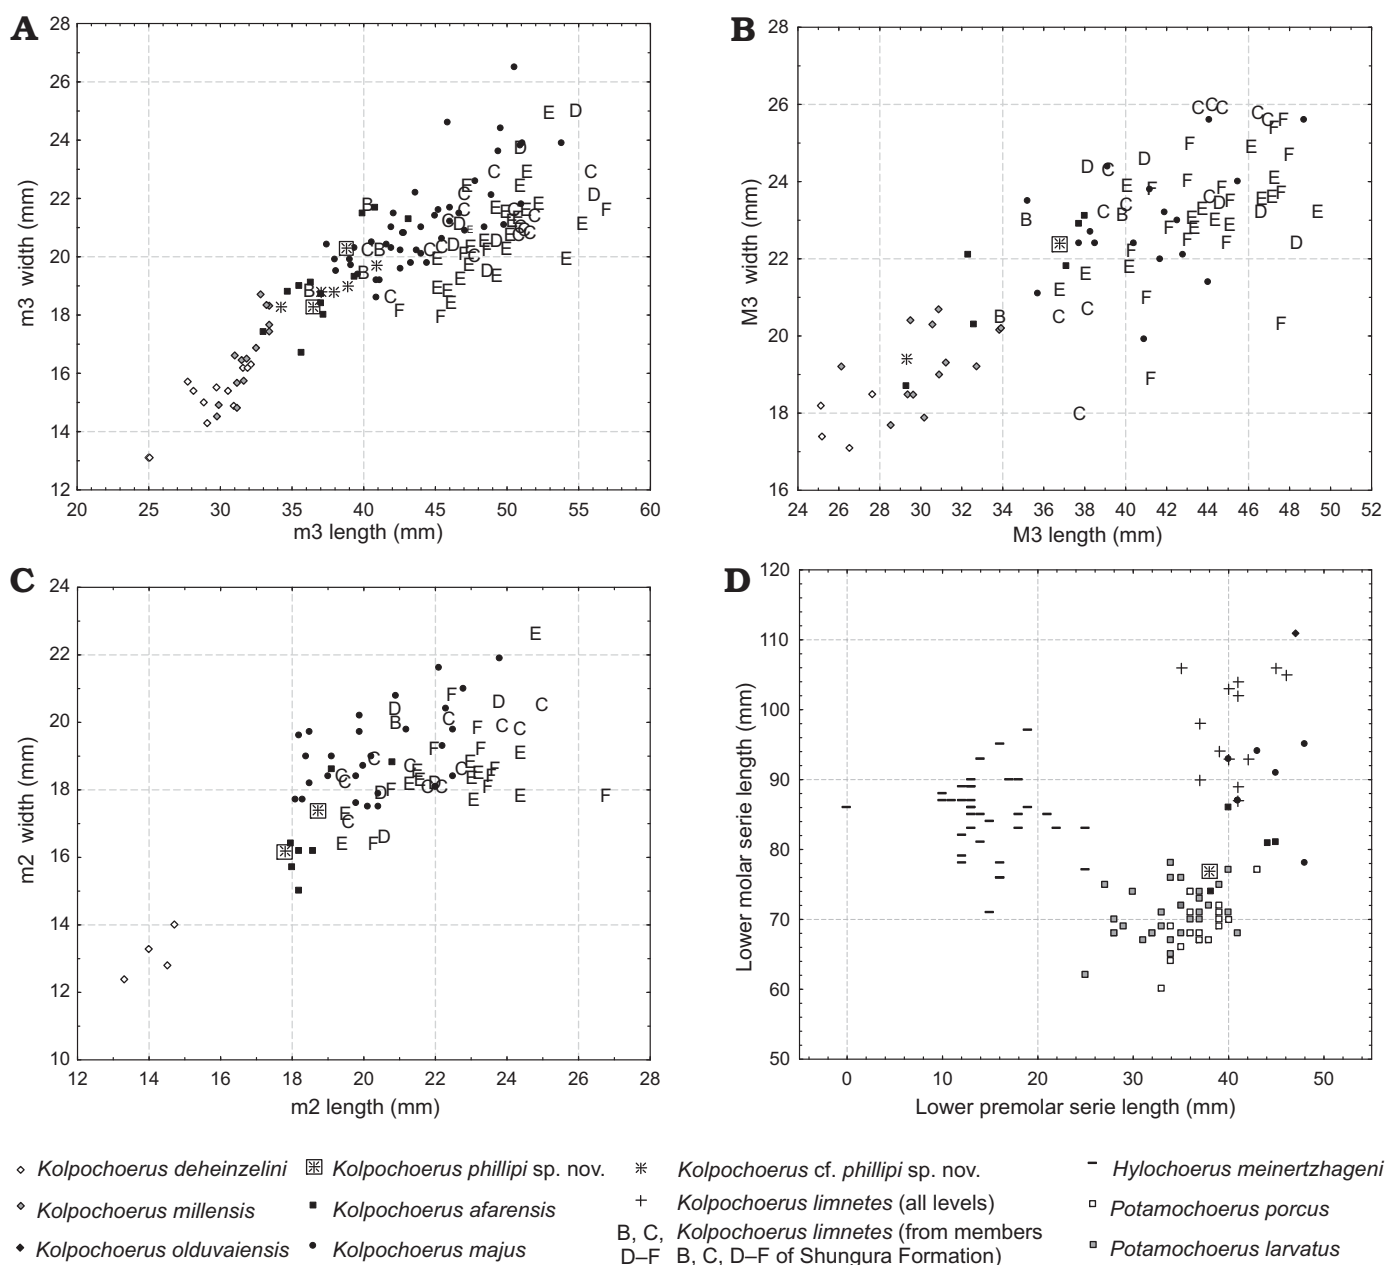 A
28
26
24
22
20
18
16
14
12
m3 width (mm)
20 25 30 35 40 45 50 55 60
m3 length (mm)
B
28
26
24
22
20
18
16
M3 width (mm)
24 26 28 30 32 34 36 38 40 42 44 46 48 50 52
M3 length (mm)
C
24
22
20
18
16
14
12
10
m2 width (mm)
12 14 16 18 20 22 24 26 28
m2 length (mm)
D
120
110
100
90
80
70
60
50
Lower molar serie length (mm)
0 10 20 30 40 50
Lower premolar serie length (mm)
Kolpochoerus deheinzelini
Kolpochoerus millensis
Kolpochoerus olduvaiensis
Kolpochoerus phillipi sp. nov.
Kolpochoerus afarensis
Kolpochoerus majus
Kolpochoerus cf. phillipi sp. nov.
Kolpochoerus limnetes (all levels)
B, C, Kolpochoerus limnetes (from members
D–F B, C, D–F of Shungura Formation)
Hylochoerus meinertzhageni
Potamochoerus porcus
Potamochoerus larvatus